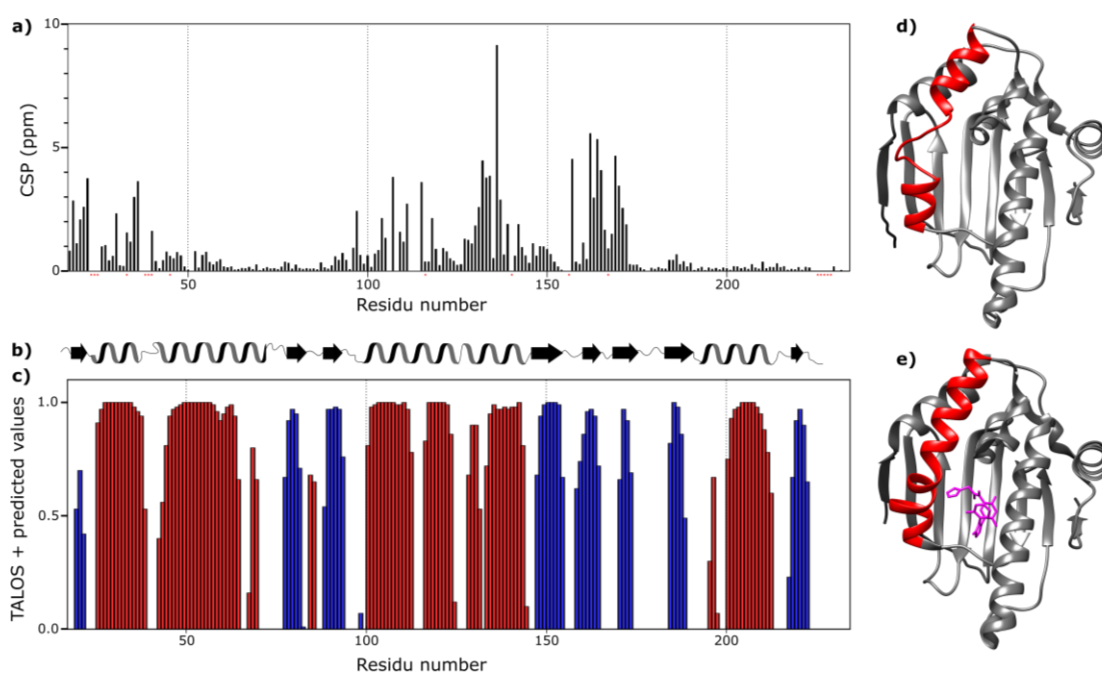 a)
10
5
0
CSP (ppm)
50
100
150
200
Residu number
b)
c)
1.0
0.5
0.0
TALOS + predicted values
50
100
150
200
Residu number
d)
e)